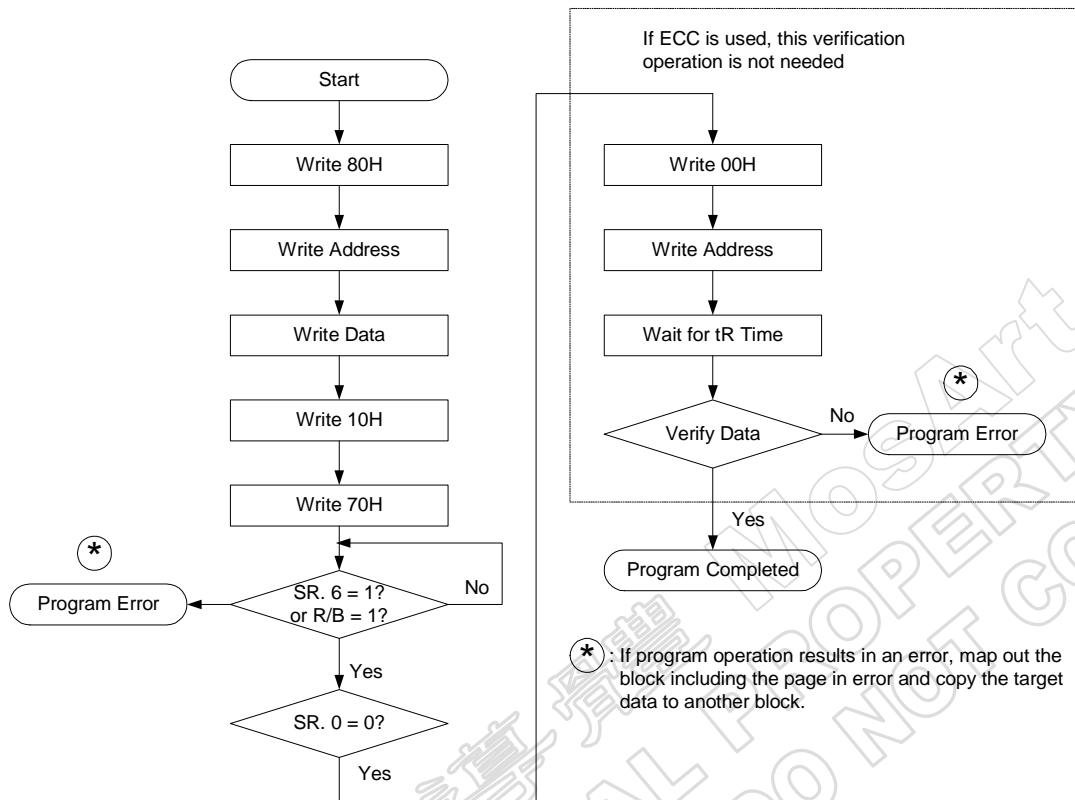 Start
Write 80H
Write Address
Write Data
Write 10H
Write 70H
*
Program Error
SR. 6 = 1?
or R/B = 1?
No
Yes
SR. 0 = 0?
Yes
If ECC is used, this verification
operation is not needed
Write 00H
Write Address
Wait for tR Time
Verify Data
No
*
Program Error
Yes
Program Completed
* : If program operation results in an error, map out the
block including the page in error and copy the target
data to another block.
MosArt